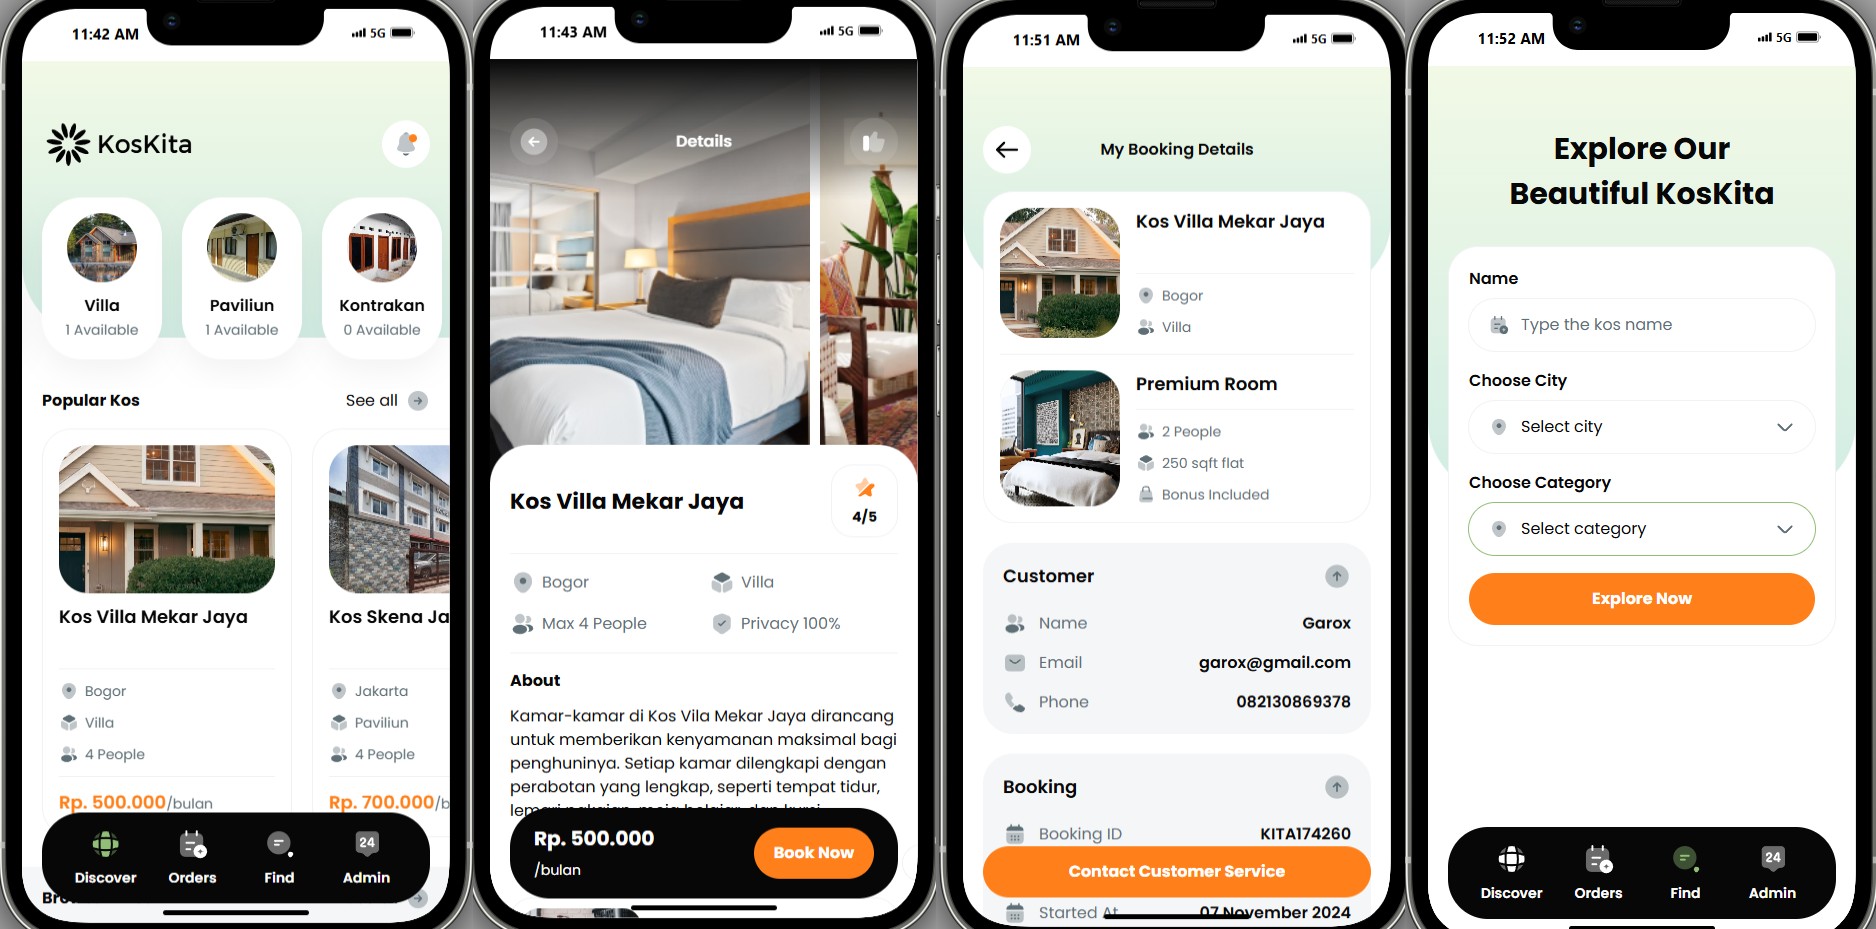 11:42 AM
5G
KosKita
Villa
1 Available
Paviliun
1 Available
Kontrakan
0 Available
Popular Kos
See all
Kos Villa Mekar Jaya
Bogor
Villa
4 People
Rp. 500.000/bulan
Kos Skena Ja
Jakarta
Paviliun
4 People
Rp. 700.000/b
Discover
Orders
Find
24
Admin
11:43 AM
5G
Details
Kos Villa Mekar Jaya
4/5
Bogor
Villa
Max 4 People
Privacy 100%
About
Kamar-kamar di Kos Vila Mekar Jaya dirancang
untuk memberikan kenyamanan maksimal bagi
penghuninya. Setiap kamar dilengkapi dengan
perabotan yang lengkap, seperti tempat tidur,
lemari pakaian, meja belajar, dan kursi.
Rp. 500.000
/bulan
Book Now
11:51 AM
5G
My Booking Details
Kos Villa Mekar Jaya
Bogor
Villa
Premium Room
2 People
250 sqft flat
Bonus Included
Customer
Name
Garox
Email
garox@gmail.com
Phone
082130869378
Booking
Booking ID
KITA174260
Contact Customer Service
Started At
07 November 2024
11:52 AM
5G
Explore Our
Beautiful KosKita
Name
Type the kos name
Choose City
Select city
Choose Category
Select category
Explore Now
Discover
Orders
Find
24
Admin